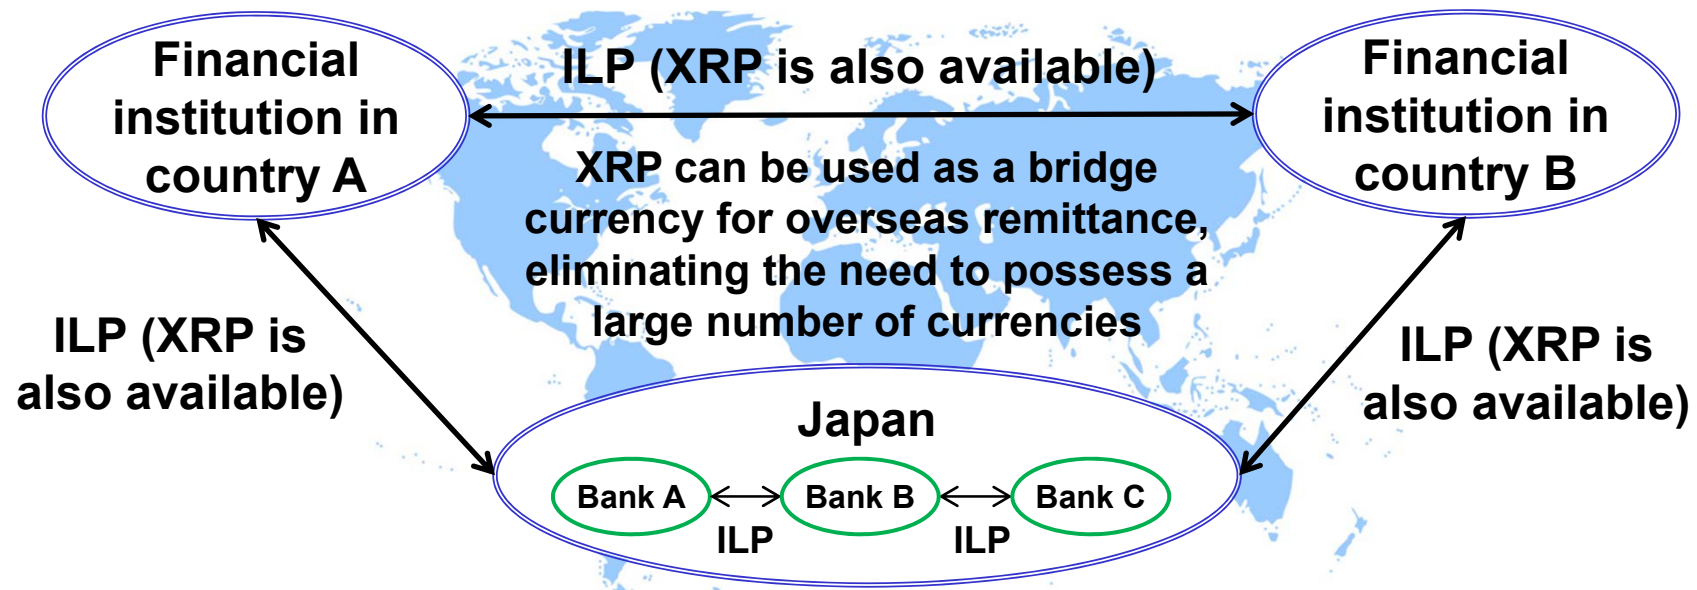 Financial
institution in
country A
ILP (XRP is also available)
Financial
institution in
country B
XRP can be used as a bridge
currency for overseas remittance,
eliminating the need to possess a
large number of currencies
ILP (XRP is
also available)
ILP (XRP is
also available)
Japan
Bank A
Bank B
Bank C
ILP
ILP